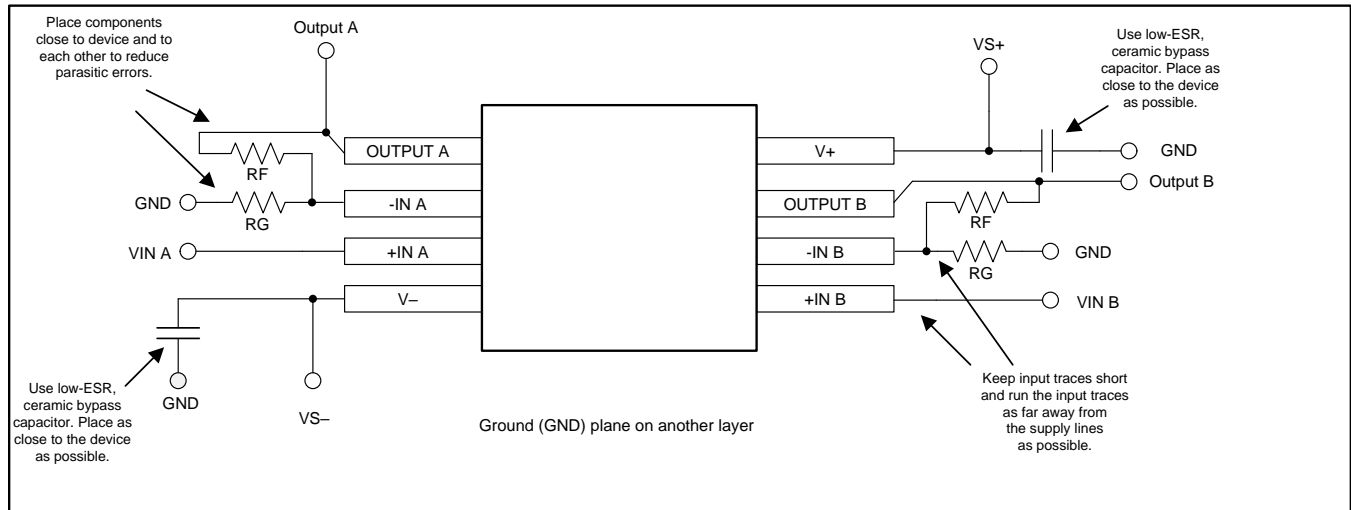 Place components
close to device and to
each other to reduce
parasitic errors.
Output A
VS+
Use low-ESR,
ceramic bypass
capacitor. Place as
close to the device
as possible.
OUTPUT A
V+
GND
RF
Output B
GND
-IN A
OUTPUT B
RF
RG
VIN A
+IN A
-IN B
GND
RG
V–
+IN B
VIN B
Use low-ESR,
ceramic bypass
capacitor. Place as
close to the device
as possible.
GND
VS–
Ground (GND) plane on another layer
Keep input traces short
and run the input traces
as far away from
the supply lines
as possible.